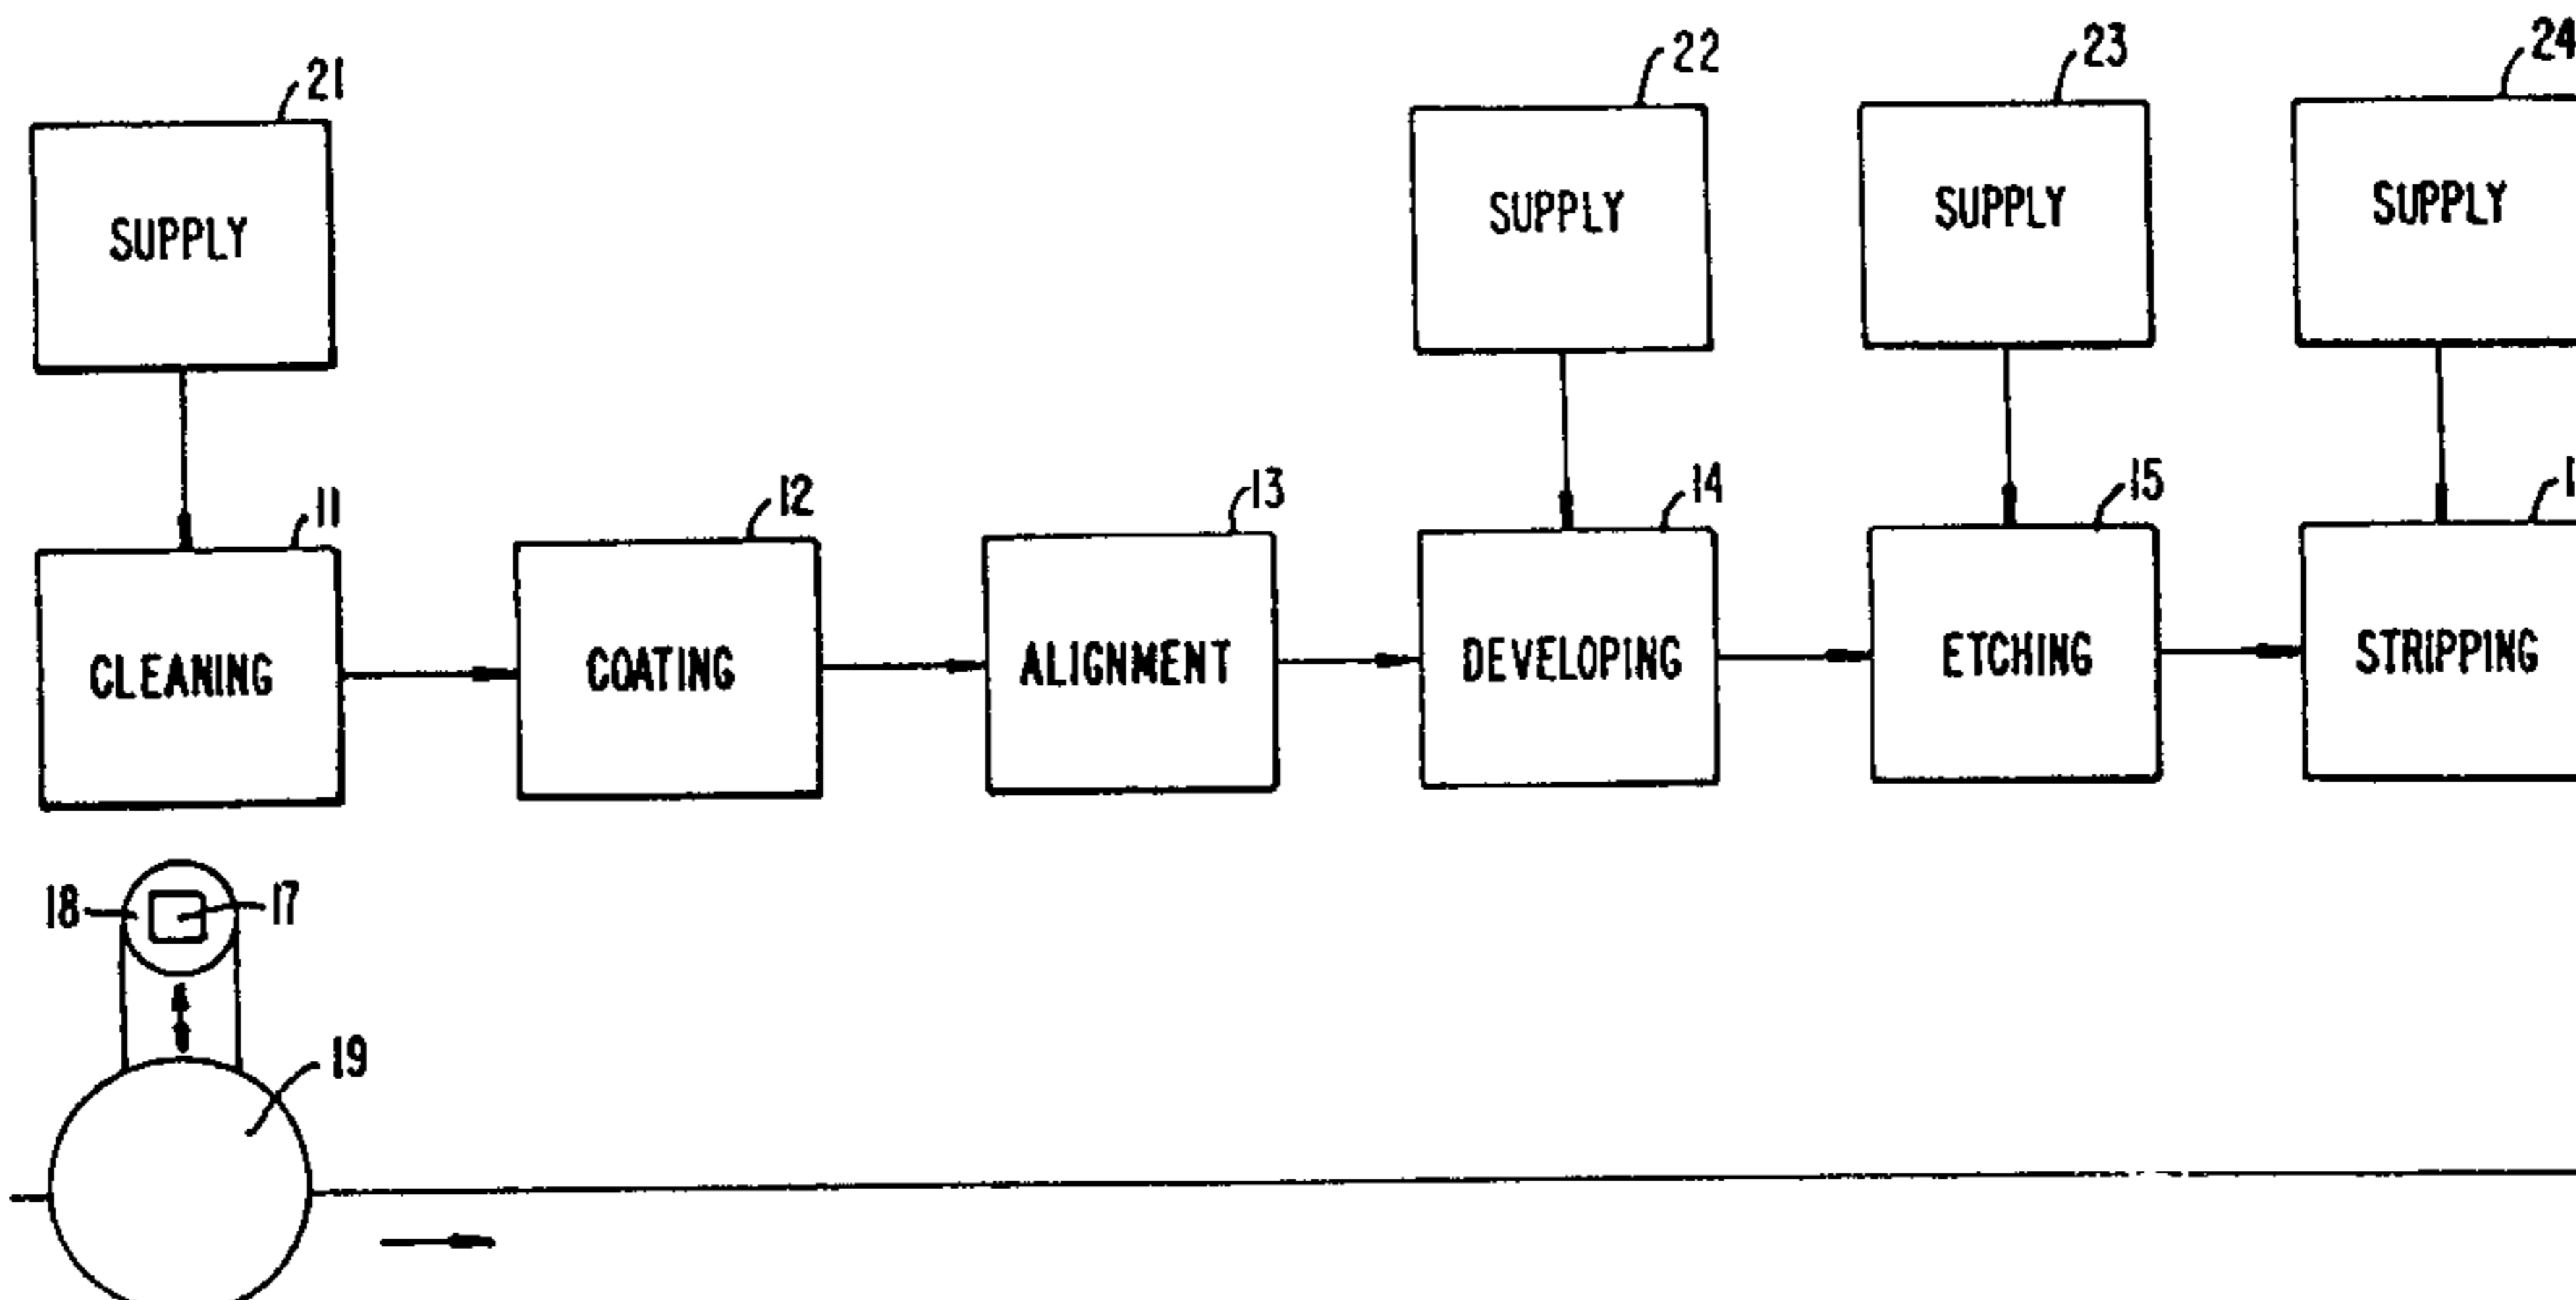 21
22
23
24
SUPPLY
SUPPLY
SUPPLY
SUPPLY
11
12
13
14
15
CLEANING
COATING
ALIGNMENT
DEVELOPING
ETCHING
STRIPPING
18
17
19